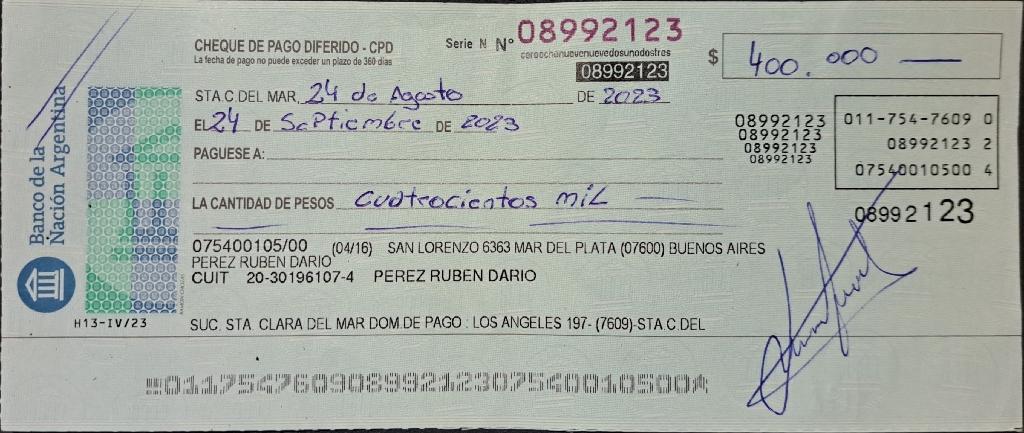 CHEQUE DE PAGO DIFERIDO - CPD
La fecha de pago no puede exceder un plazo de 360 días
Serie N Nº 08992123
ceroochonuevenuevedosunodostres
08992123
$ 400.000
STA.C.DEL MAR, 24 de Agosto DE 2023
EL 24 DE Septiembre DE 2023
PAGUESE A:
LA CANTIDAD DE PESOS Cuatrocientos mil
08992123
08992123
08992123
08992123
011-754-7609 0
08992123 2
07540010500 4
08992123
075400105/00 (04/16) SAN LORENZO 6363 MAR DEL PLATA (07600) BUENOS AIRES
PEREZ RUBEN DARIO
CUIT 20-30196107-4 PEREZ RUBEN DARIO
SUC. STA. CLARA DEL MAR DOM.DE PAGO : LOS ANGELES 197- (7609)-STA.C.DEL
Banco de la
Nación Argentina
H13-IV/23
01175476090899212307540010500